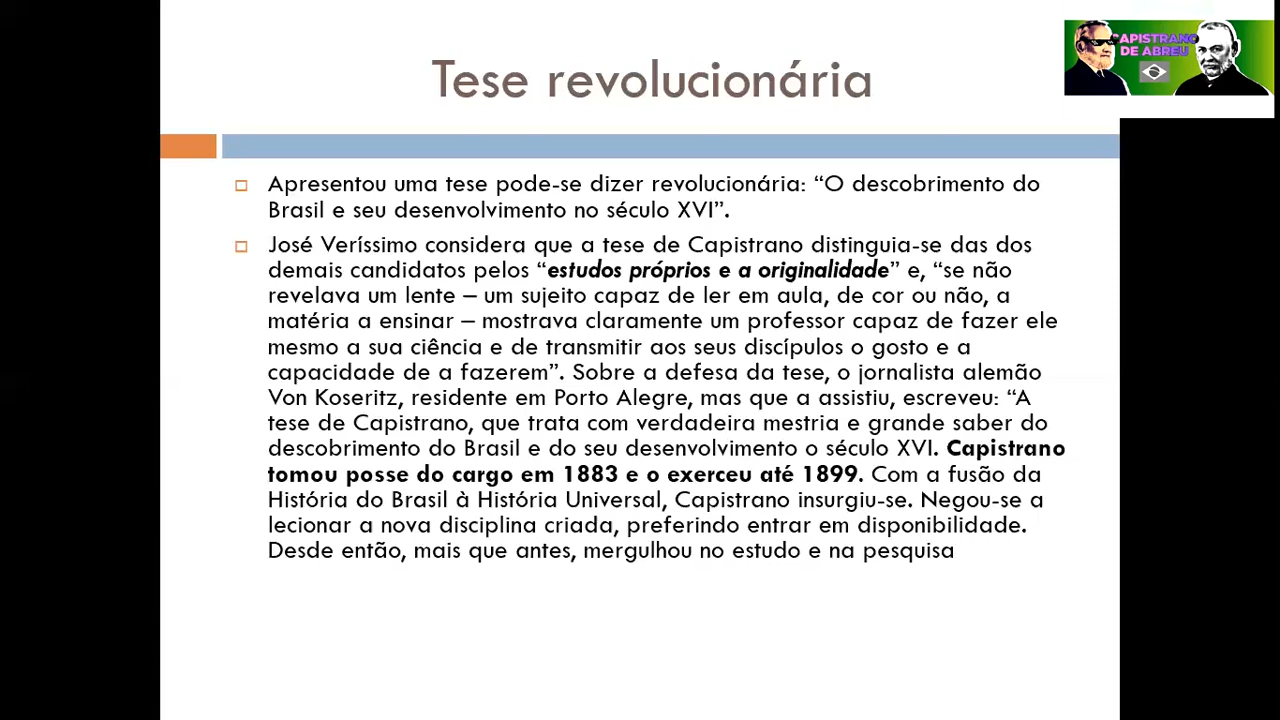 CAPISTRANO
DE ABREU
Tese revolucionária
Apresentou uma tese pode-se dizer revolucionária: “O descobrimento do
Brasil e seu desenvolvimento no século XVI”.
José Veríssimo considera que a tese de Capistrano distinguia-se das dos
demais candidatos pelos “estudos próprios e a originalidade” e, “se não
revelava um lente – um sujeito capaz de ler em aula, de cor ou não, a
matéria a ensinar – mostrava claramente um professor capaz de fazer ele
mesmo a sua ciência e de transmitir aos seus discípulos o gosto e a
capacidade de a fazerem”. Sobre a defesa da tese, o jornalista alemão
Von Koseritz, residente em Porto Alegre, mas que a assistiu, escreveu: “A
tese de Capistrano, que trata com verdadeira mestria e grande saber do
descobrimento do Brasil e do seu desenvolvimento o século XVI. Capistrano
tomou posse do cargo em 1883 e o exerceu até 1899. Com a fusão da
História do Brasil à História Universal, Capistrano insurgiu-se. Negou-se a
lecionar a nova disciplina criada, preferindo entrar em disponibilidade.
Desde então, mais que antes, mergulhou no estudo e na pesquisa